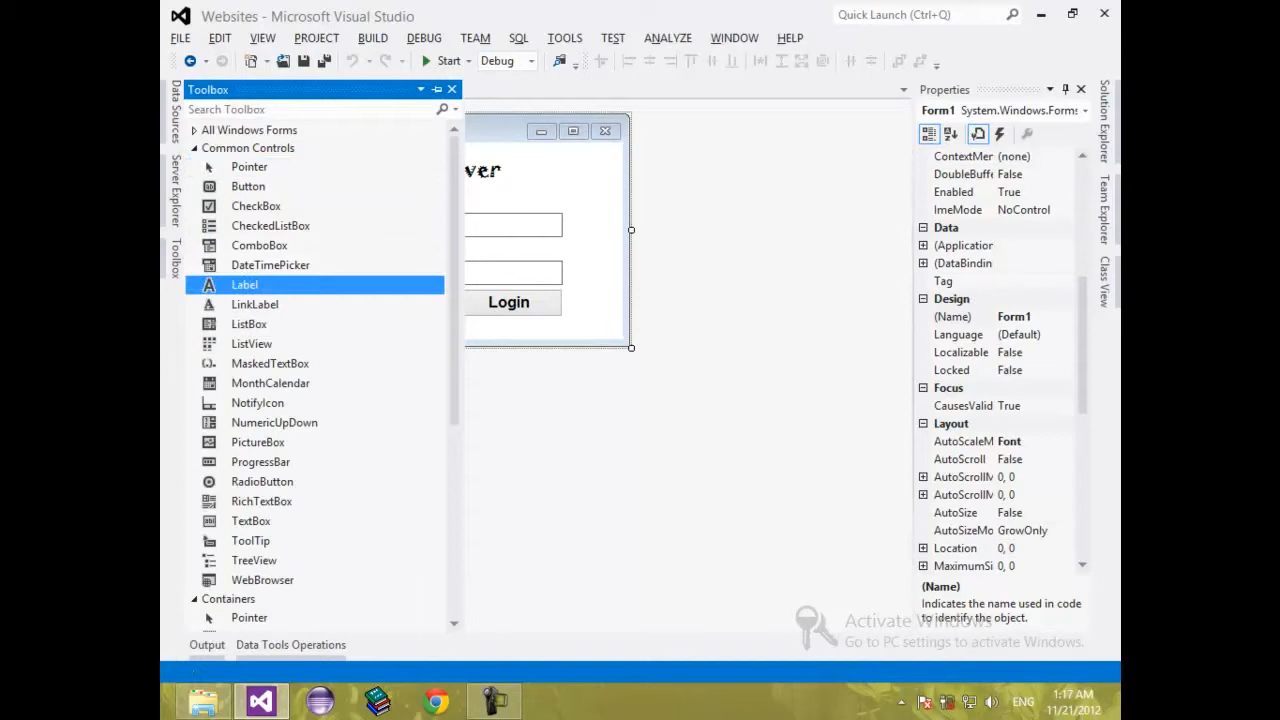 Websites - Microsoft Visual Studio
Quick Launch (Ctrl+Q)
FILE EDIT VIEW PROJECT BUILD DEBUG TEAM SQL TOOLS TEST ANALYZE WINDOW HELP
Start Debug
Toolbox
Search Toolbox
All Windows Forms
Common Controls
Pointer
Button
CheckBox
CheckedListBox
ComboBox
DateTimePicker
Label
LinkLabel
ListBox
ListView
MaskedTextBox
MonthCalendar
NotifyIcon
NumericUpDown
PictureBox
ProgressBar
RadioButton
RichTextBox
TextBox
ToolTip
TreeView
WebBrowser
Containers
Pointer
Data Sources
Server Explorer
Toolbox
ver
Login
Properties
Form1 System.Windows.Forms
ContextMer (none)
DoubleBuffe False
Enabled True
ImeMode NoControl
Data
(Application
(DataBindin
Tag
Design
(Name) Form1
Language (Default)
Localizable False
Locked False
Focus
CausesValid True
Layout
AutoScaleM Font
AutoScroll False
AutoScrollM 0, 0
AutoScrollM 0, 0
AutoSize False
AutoSizeMo GrowOnly
Location 0, 0
MaximumSi 0, 0
(Name)
Indicates the name used in code
to identify the object.
Solution Explorer
Team Explorer
Class View
Activate Windows
Go to PC settings to activate Windows.
Output Data Tools Operations
ENG
1:17 AM
11/21/2012